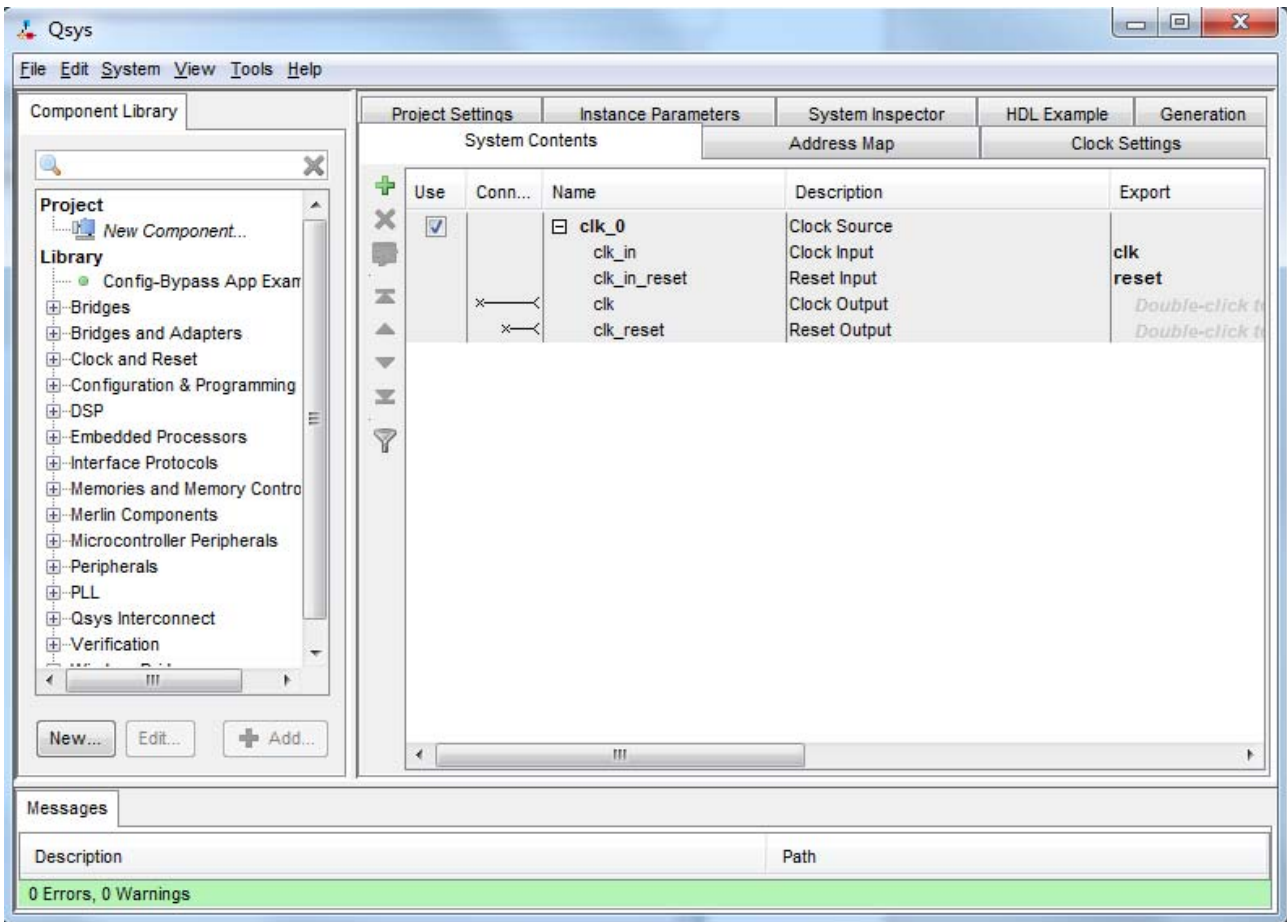 Qsys
File Edit System View Tools Help
Component Library
Project
New Component...
Library
Config-Bypass App Exam
Bridges
Bridges and Adapters
Clock and Reset
Configuration & Programming
DSP
Embedded Processors
Interface Protocols
Memories and Memory Contro
Merlin Components
Microcontroller Peripherals
Peripherals
PLL
Qsys Interconnect
Verification
New... Edit... Add...
Project Settings Instance Parameters System Inspector HDL Example Generation
System Contents Address Map Clock Settings
Use Conn... Name Description Export
clk_0 Clock Source
clk_in Clock Input clk
clk_in_reset Reset Input reset
clk Clock Output Double-click t
clk_reset Reset Output Double-click t
Messages
Description Path
0 Errors, 0 Warnings